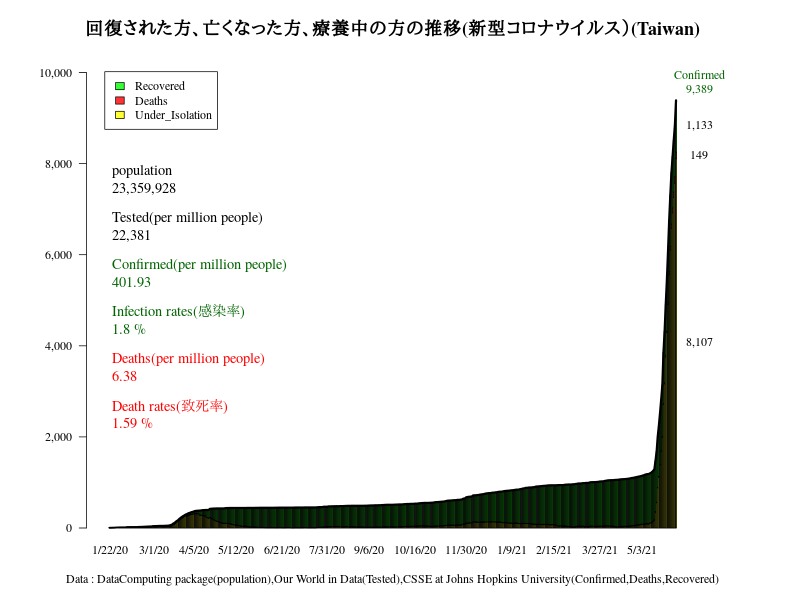 回復された方、亡くなった方、療養中の方の推移(新型コロナウイルス)(Taiwan)
Confirmed
9,389
1,133
149
8,107
10,000
8,000
6,000
4,000
2,000
0
Recovered
Deaths
Under_Isolation
population
23,359,928
Tested(per million people)
22,381
Confirmed(per million people)
401.93
Infection rates(感染率)
1.8 %
Deaths(per million people)
6.38
Death rates(致死率)
1.59 %
1/22/20 3/1/20 4/5/20 5/12/20 6/21/20 7/31/20 9/6/20 10/16/20 11/30/20 1/9/21 2/15/21 3/27/21 5/3/21
Data : DataComputing package(population),Our World in Data(Tested),CSSE at Johns Hopkins University(Confirmed,Deaths,Recovered)